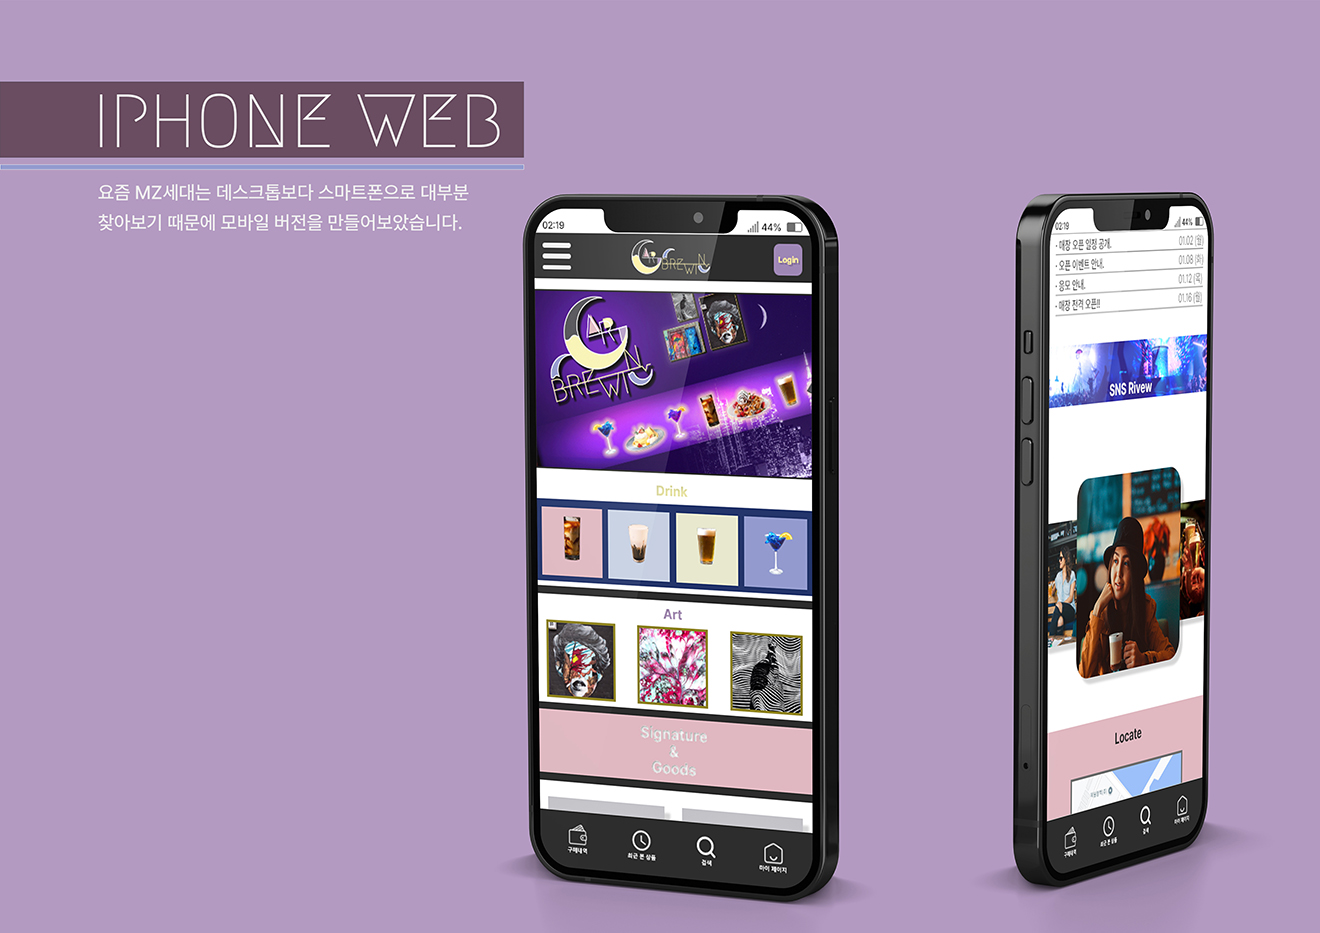 IPHONE WEB
요즘 MZ세대는 데스크톱보다 스마트폰으로 대부분
찾아보기 때문에 모바일 버전을 만들어보았습니다.
02:19
44%
ART
BREWIN
Login
ART
BREWIN
Drink
Art
Signature
&
Goods
구매내역
최근 본 상품
검색
마이 페이지
02:19
44%
· 매장 오픈 일정 공개. 01.02 (월)
· 오픈 이벤트 안내. 01.08 (화)
· 응모 안내. 01.12 (목)
· 매장 전격 오픈!! 01.16 (월)
SNS Rivew
Locate
구매내역
최근 본 상품
검색
마이 페이지